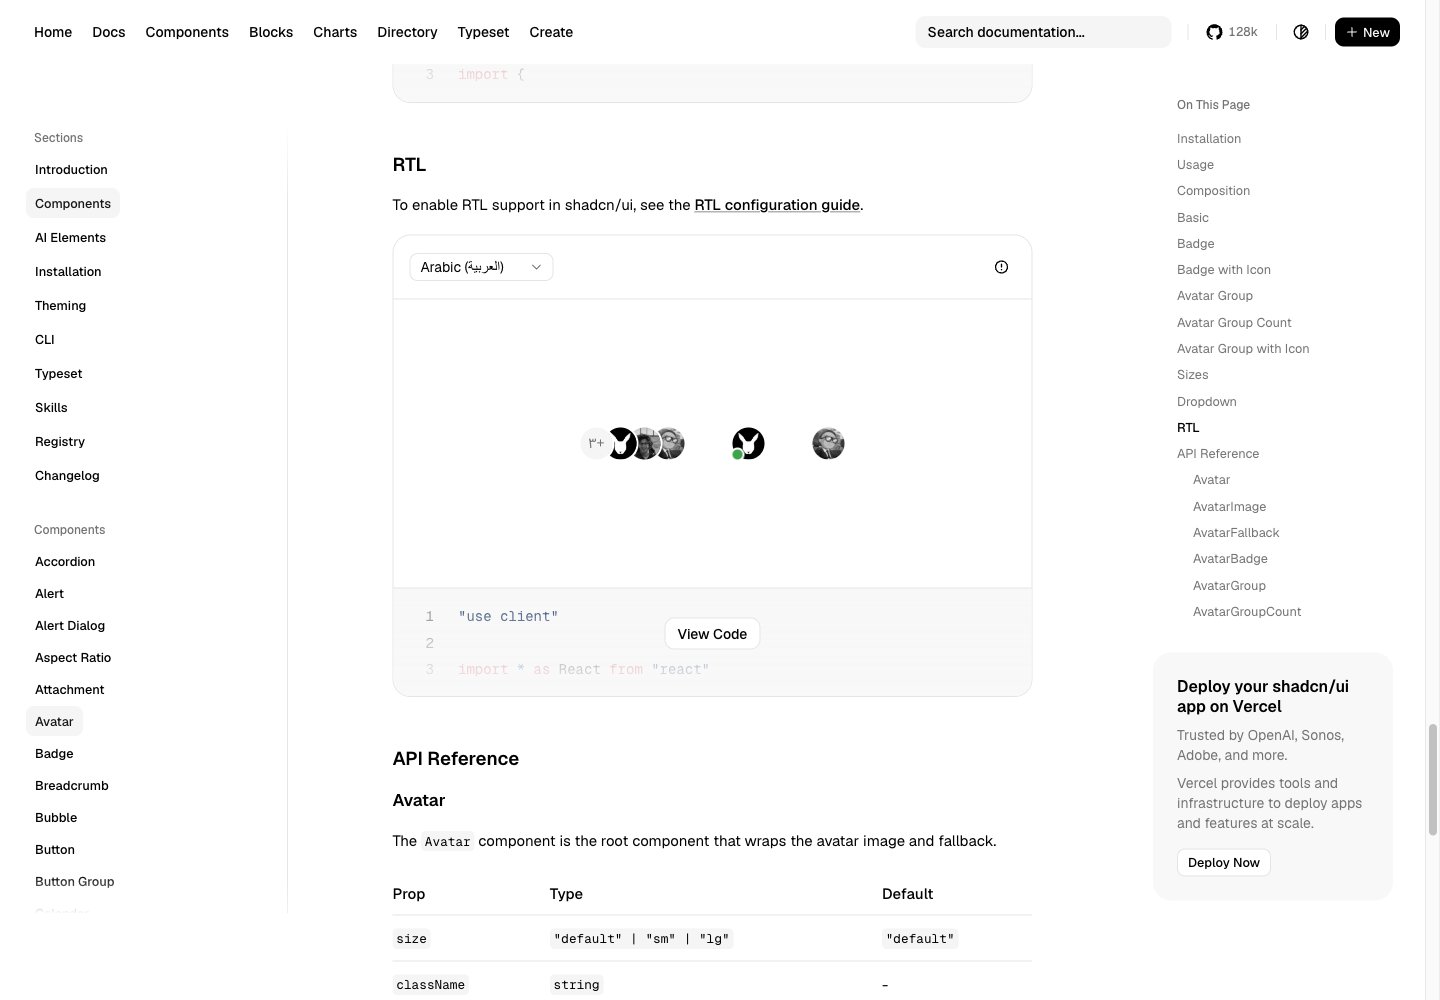 Home Docs Components Blocks Charts Directory Typeset Create
Search documentation...
128k
New
Sections
Introduction
Components
AI Elements
Installation
Theming
CLI
Typeset
Skills
Registry
Changelog
Components
Accordion
Alert
Alert Dialog
Aspect Ratio
Attachment
Avatar
Badge
Breadcrumb
Bubble
Button
Button Group
3 import {
RTL
To enable RTL support in shadcn/ui, see the RTL configuration guide.
Arabic (العربية)
+٣
1 "use client"
2
3 import * as React from "react"
View Code
API Reference
Avatar
The Avatar component is the root component that wraps the avatar image and fallback.
Prop Type Default
size "default" | "sm" | "lg" "default"
className string -
On This Page
Installation
Usage
Composition
Basic
Badge
Badge with Icon
Avatar Group
Avatar Group Count
Avatar Group with Icon
Sizes
Dropdown
RTL
API Reference
Avatar
AvatarImage
AvatarFallback
AvatarBadge
AvatarGroup
AvatarGroupCount
Deploy your shadcn/ui
app on Vercel
Trusted by OpenAI, Sonos,
Adobe, and more.
Vercel provides tools and
infrastructure to deploy apps
and features at scale.
Deploy Now